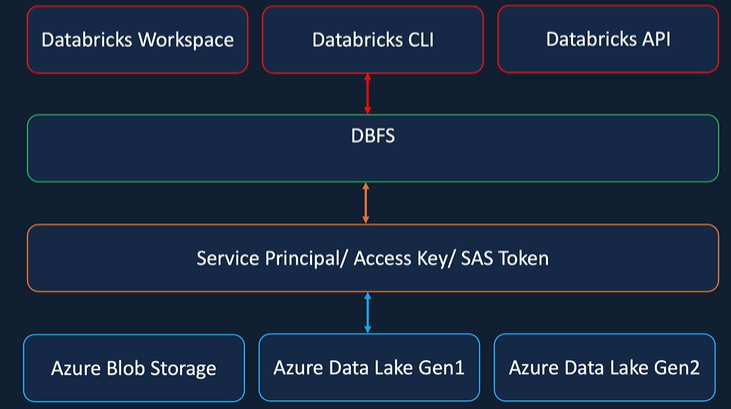 Databricks Workspace
Databricks CLI
Databricks API
DBFS
Service Principal/ Access Key/ SAS Token
Azure Blob Storage
Azure Data Lake Gen1
Azure Data Lake Gen2